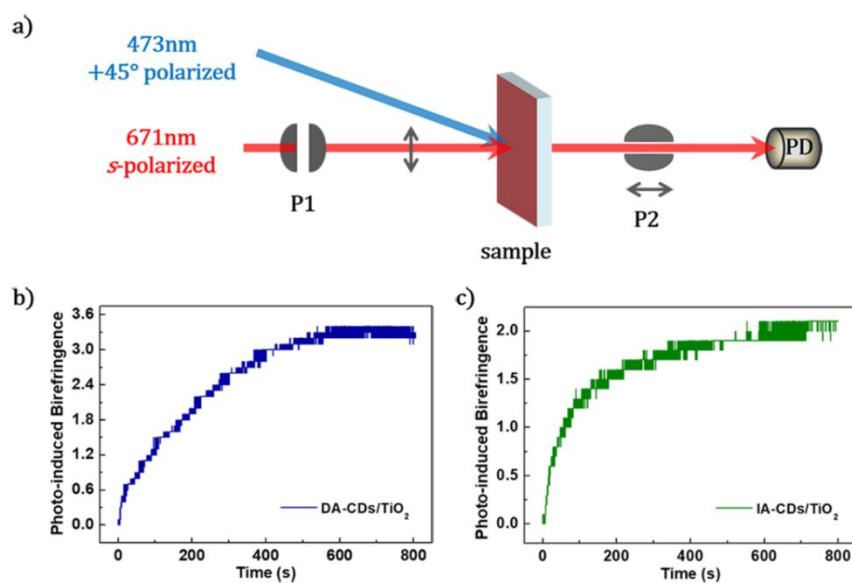 a)
473nm
+45° polarized
671nm
s-polarized
P1
sample
P2
PD
b)
Photo-induced Birefringence
3.6
3.0
2.4
1.8
1.2
0.6
0.0
DA-CDs/TiO₂
0 200 400 600 800
Time (s)
c)
Photo-induced Birefringence
2.0
1.5
1.0
0.5
0.0
IA-CDs/TiO₂
0 200 400 600 800
Time (s)